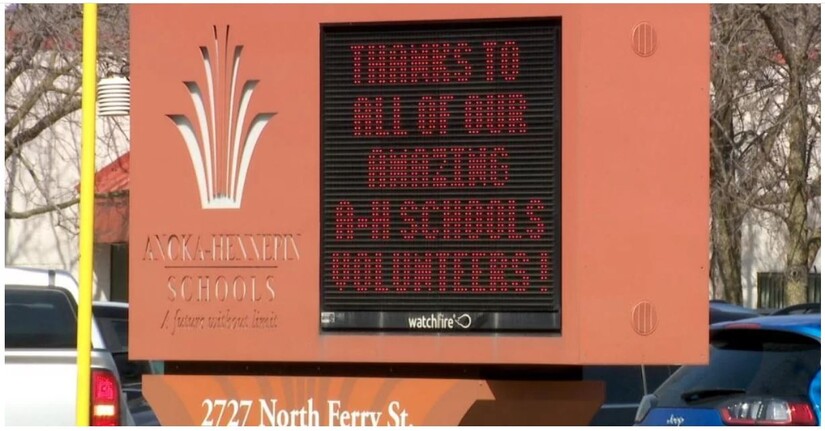 THANKS TO
ALL OF OUR
AMAZING
A-H SCHOOLS
VOLUNTEERS!
watchfire
ANOKA-HENNEPIN
SCHOOLS
A future without limit
2727 North Ferry St.
Jeep